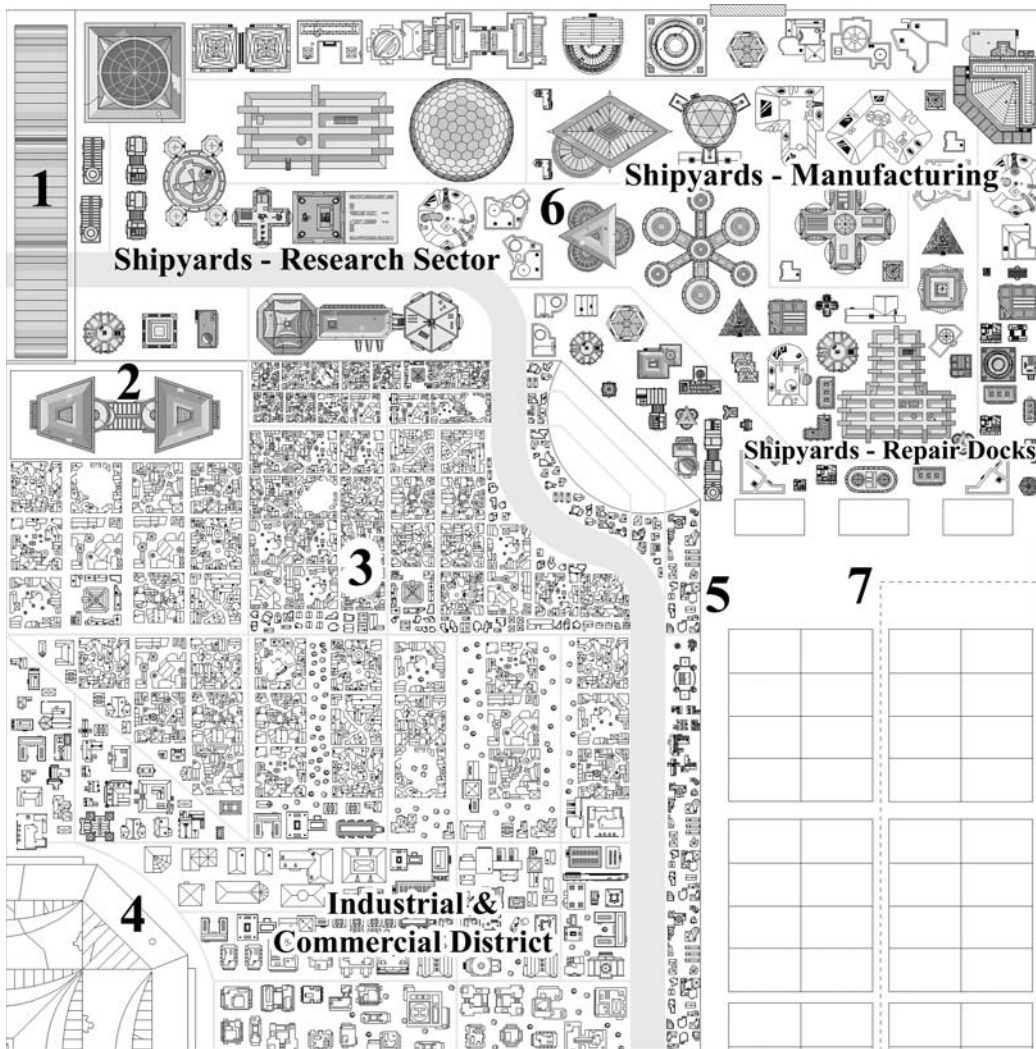 1
Shipyards - Manufacturing
6
Shipyards - Research Sector
2
Shipyards - Repair Docks
3
5
7
4
Industrial &
Commercial District